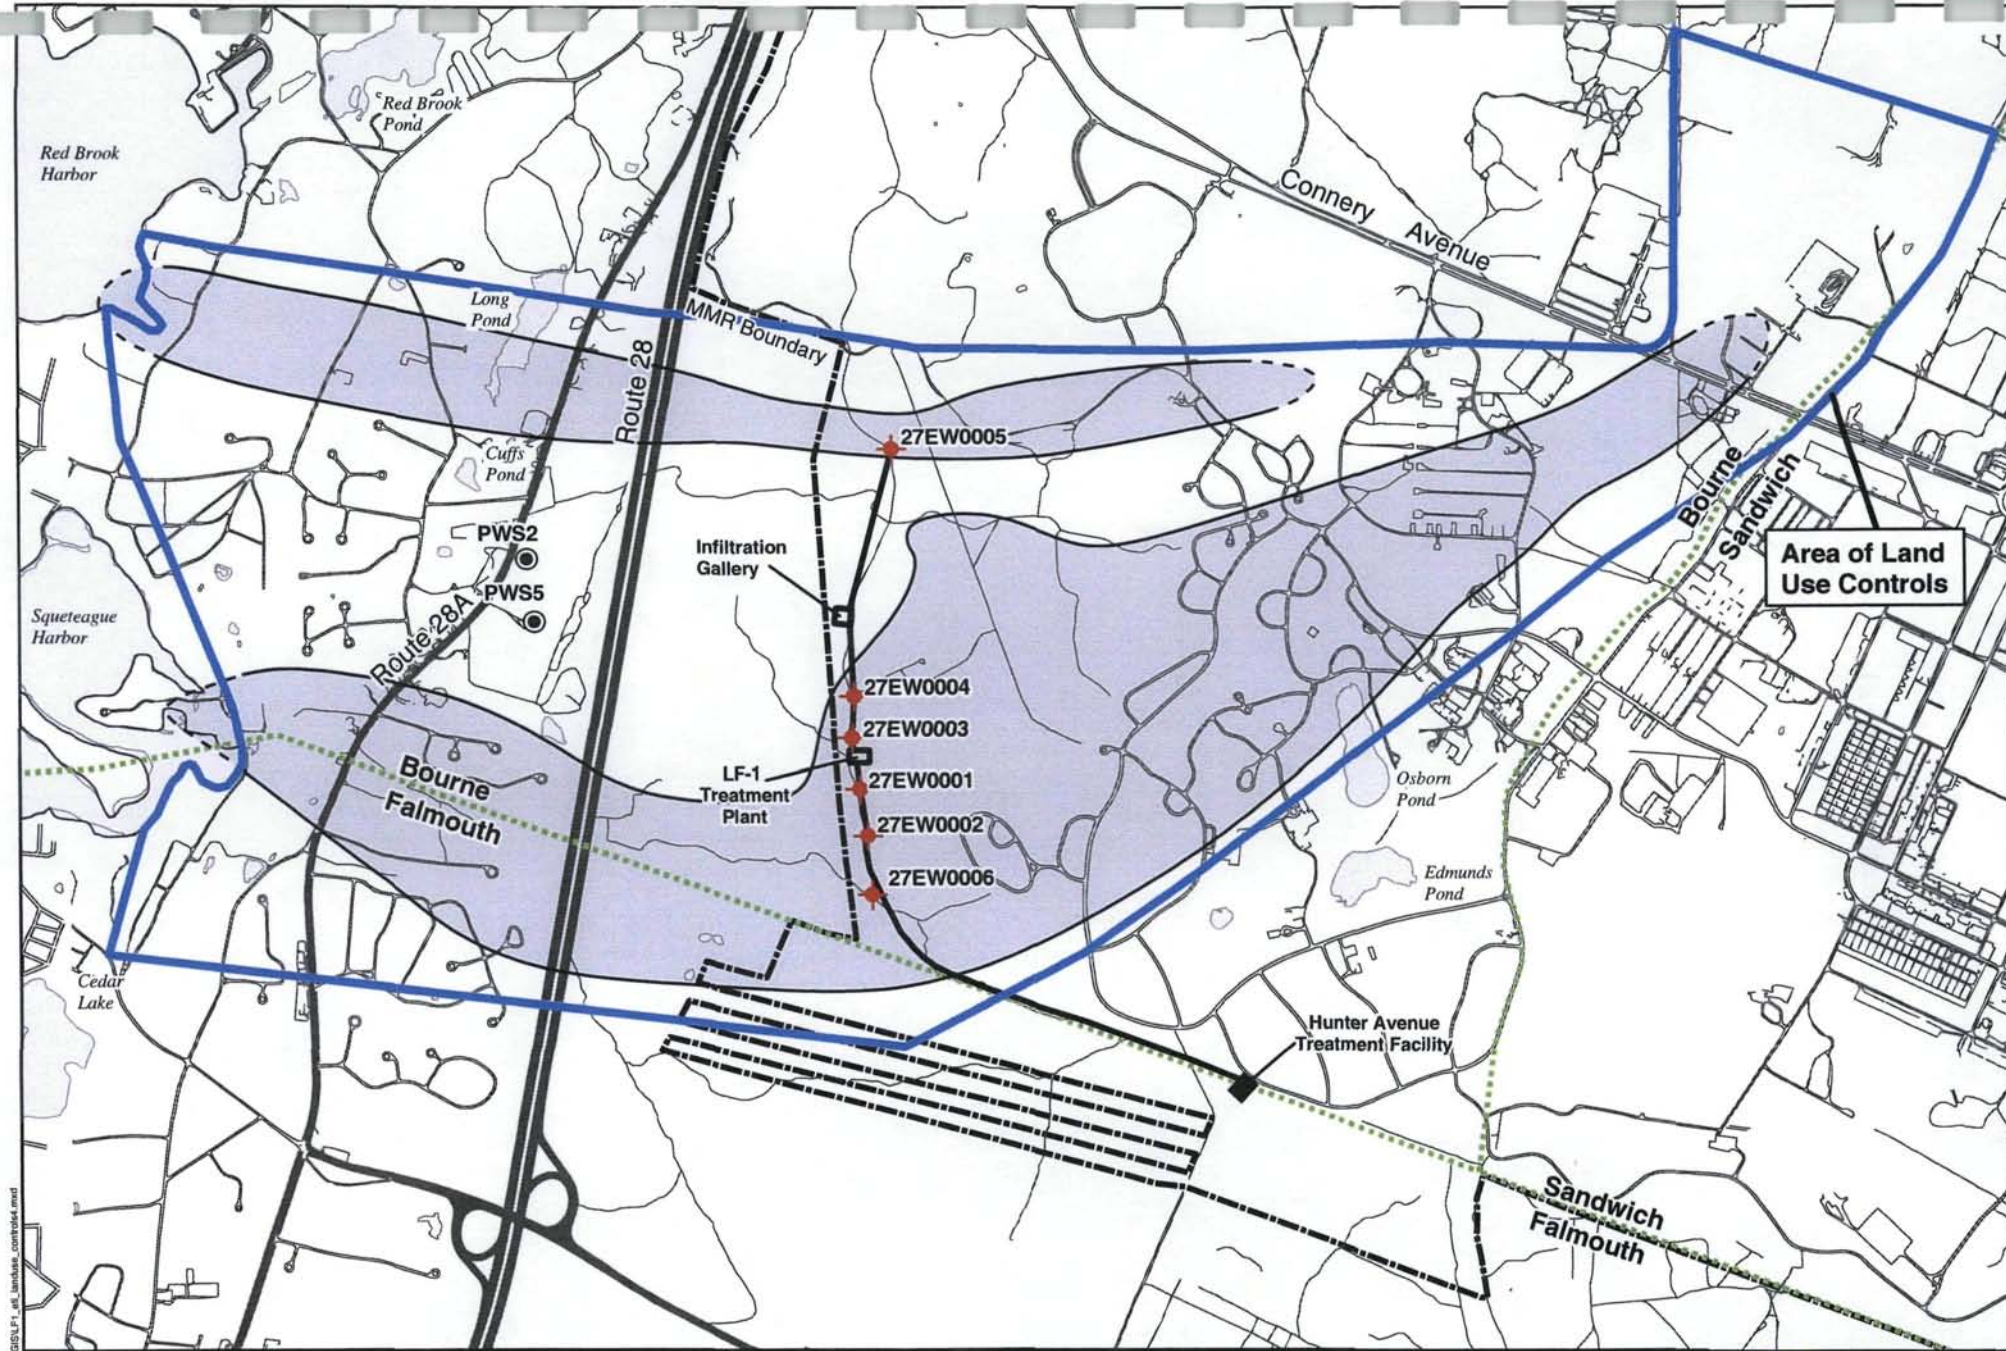 Red Brook
Pond
Red Brook
Harbor
Connery Avenue
Long
Pond
MMR Boundary
Route 28
27EW0005
Cuffs
Pond
Bourne
Sandwich
PWS2
Infiltration
Gallery
Area of Land
Use Controls
PWS5
Squeteague
Harbor
Route 28A
27EW0004
27EW0003
LF-1
Treatment
Plant
27EW0001
Osborn
Pond
Bourne
Falmouth
27EW0002
27EW0006
Edmunds
Pond
Cedar
Lake
Hunter Avenue
Treatment Facility
Sandwich
Falmouth